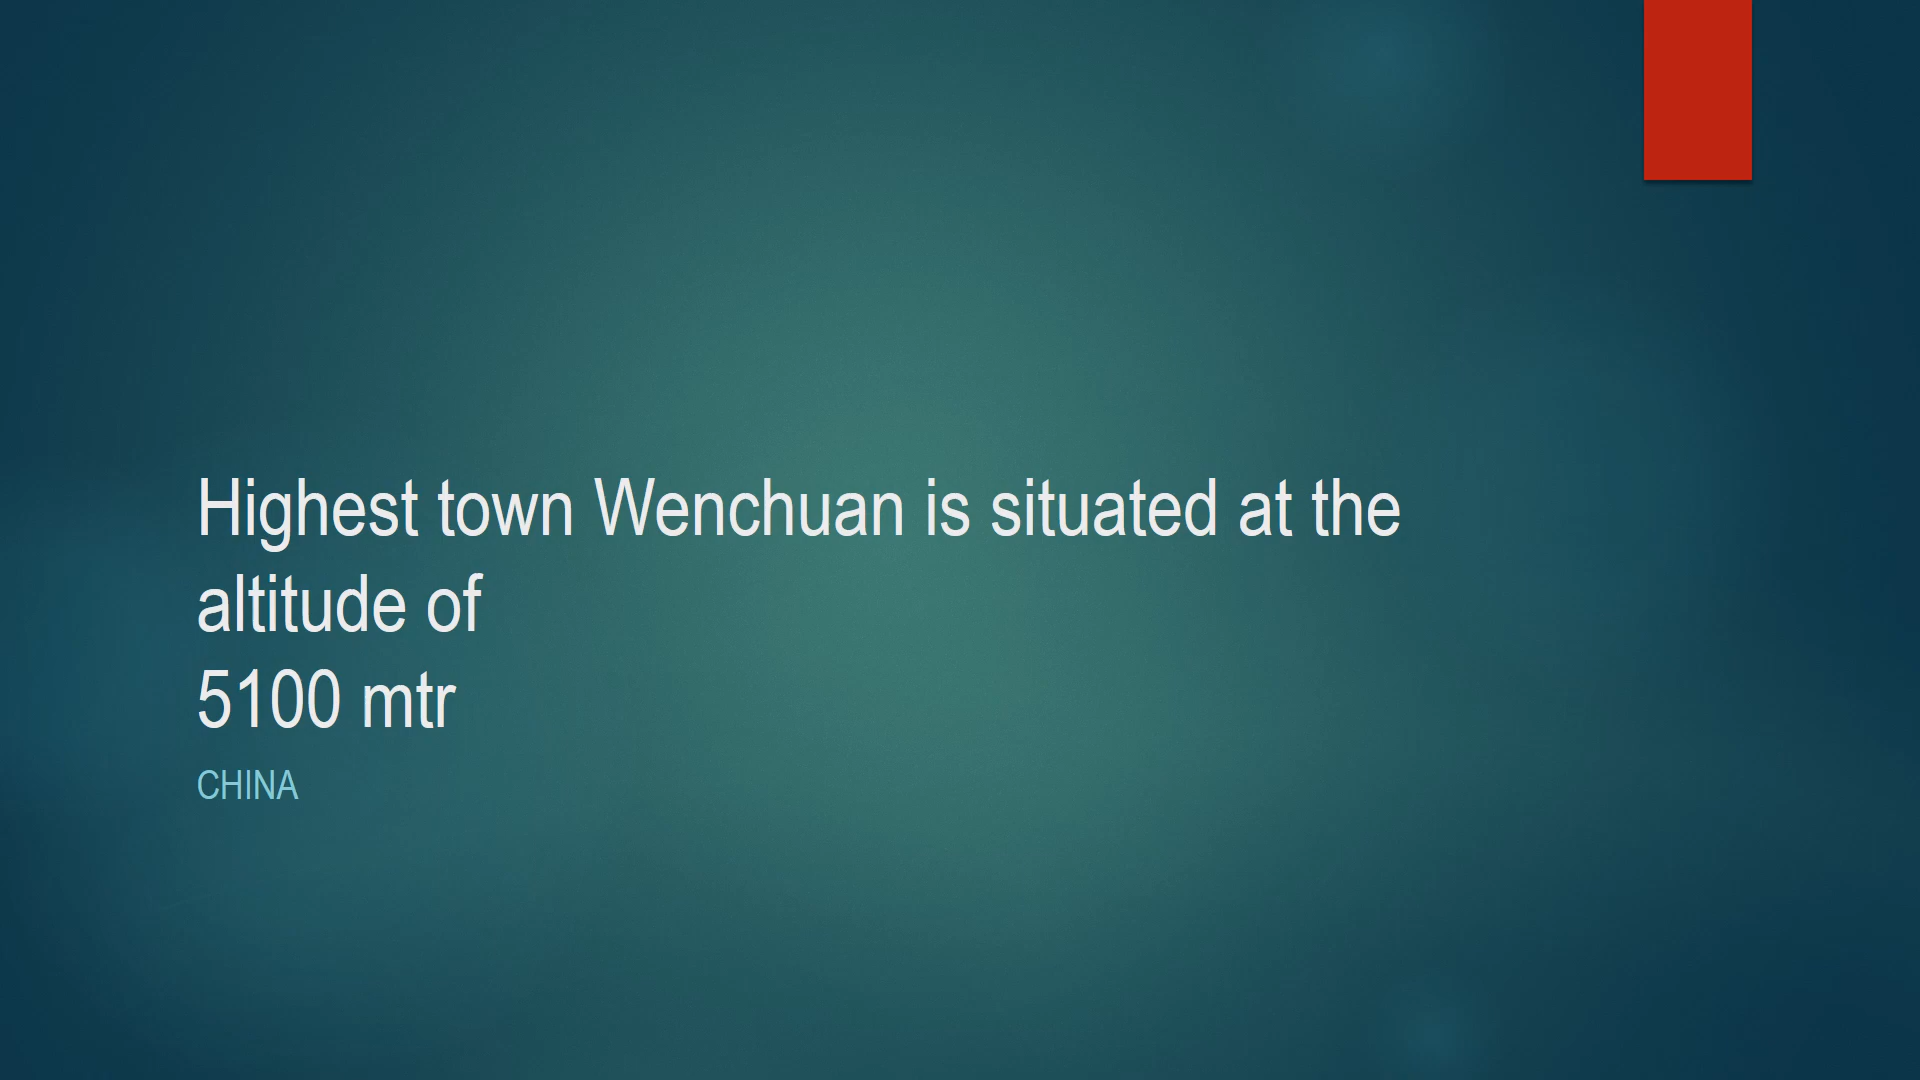 Highest town Wenchuan is situated at the
altitude of
5100 mtr
CHINA